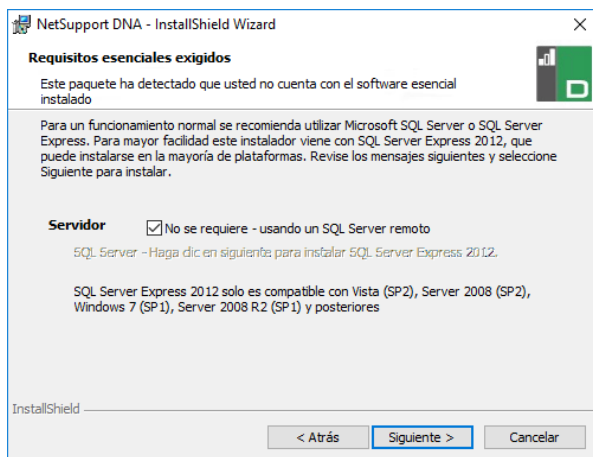 NetSupport DNA - InstallShield Wizard
Requisitos esenciales exigidos
Este paquete ha detectado que usted no cuenta con el software esencial
instalado
D
Para un funcionamiento normal se recomienda utilizar Microsoft SQL Server o SQL Server
Express. Para mayor facilidad este instalador viene con SQL Server Express 2012, que
puede instalarse en la mayoría de plataformas. Revise los mensajes siguientes y seleccione
Siguiente para instalar.
Servidor No se requiere - usando un SQL Server remoto
SQL Server - Haga clic en siguiente para instalar SQL Server Express 2012.
SQL Server Express 2012 solo es compatible con Vista (SP2), Server 2008 (SP2),
Windows 7 (SP1), Server 2008 R2 (SP1) y posteriores
InstallShield
< Atrás Siguiente > Cancelar